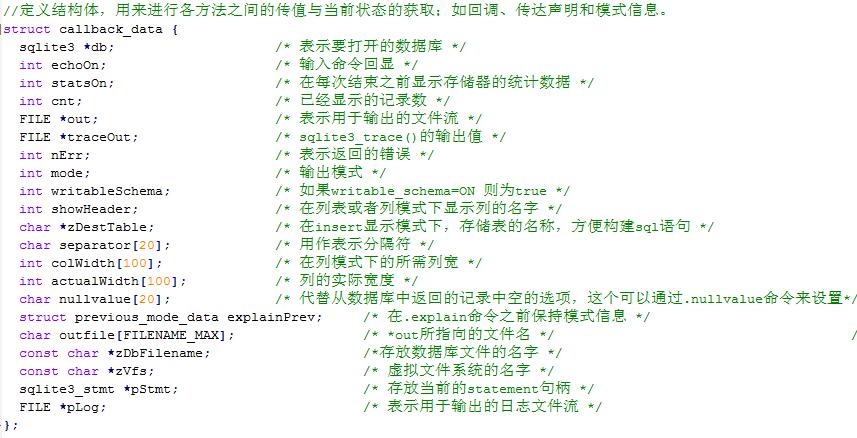 //定义结构体，用来进行各方法之间的传值与当前状态的获取；如回调、传达声明和模式信息。
struct callback_data {
  sqlite3 *db;                    /* 表示要打开的数据库 */
  int echoOn;                     /* 输入命令回显 */
  int statsOn;                    /* 在每次结束之前显示存储器的统计数据 */
  int cnt;                        /* 已经显示的记录数 */
  FILE *out;                      /* 表示用于输出的文件流 */
  FILE *traceOut;                 /* sqlite3_trace()的输出值 */
  int nErr;                       /* 表示返回的错误 */
  int mode;                       /* 输出模式 */
  int writableSchema;             /* 如果writable_schema=ON 则为true */
  int showHeader;                 /* 在列表或者列模式下显示列的名字 */
  char *zDestTable;               /* 在insert显示模式下，存储表的名称，方便构建sql语句 */
  char separator[20];             /* 用作表示分隔符 */
  int colWidth[100];              /* 在列模式下的所需列宽 */
  int actualWidth[100];           /* 列的实际宽度 */
  char nullvalue[20];             /* 代替从数据库中返回的记录中空的选项，这个可以通过.nullvalue命令来设置*/
  struct previous_mode_data explainPrev;     /* 在.explain命令之前保持模式信息 */
  char outfile[FILENAME_MAX];                /* *out所指向的文件名 */                /
  const char *zDbFilename;                   /*存放数据库文件的名字 */
  const char *zVfs;                          /* 虚拟文件系统的名字 */
  sqlite3_stmt *pStmt;                       /* 存放当前的statement句柄 */
  FILE *pLog;                                /* 表示用于输出的日志文件流 */
};